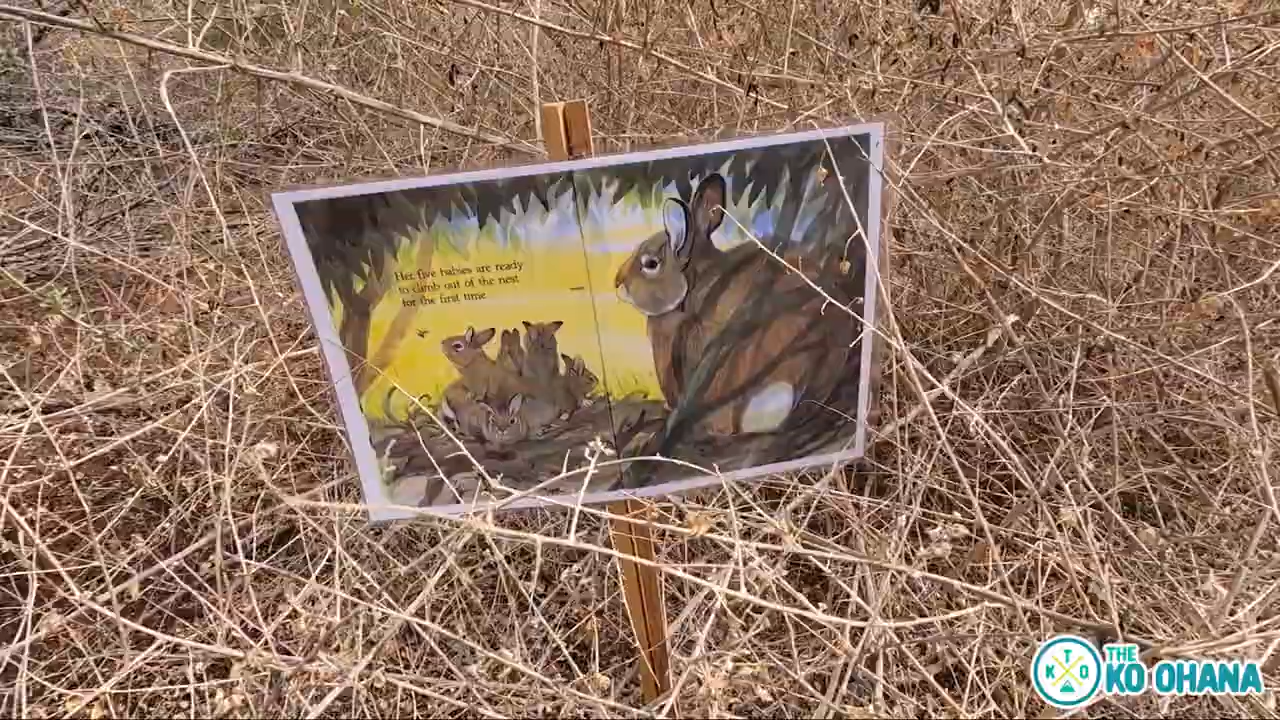 Her five babies are ready
to climb out of the nest
for the first time
K T O
THE
KO OHANA